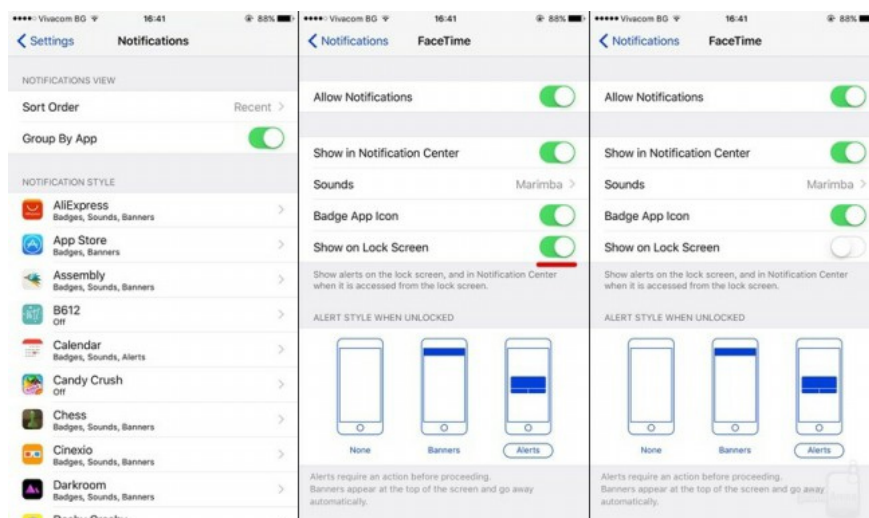 Vivacom BG 16:41 88%
Settings Notifications
NOTIFICATIONS VIEW
Sort Order Recent
Group By App
NOTIFICATION STYLE
AliExpress
Badges, Sounds, Banners
App Store
Badges, Banners
Assembly
Badges, Sounds, Banners
B612
Off
Calendar
Badges, Sounds, Alerts
Candy Crush
Off
Chess
Badges, Sounds, Banners
Cinexio
Badges, Sounds, Banners
Darkroom
Badges, Sounds, Banners
Vivacom BG 16:41 88%
Notifications FaceTime
Allow Notifications
Show in Notification Center
Sounds Marimba
Badge App Icon
Show on Lock Screen
Show alerts on the lock screen, and in Notification Center
when it is accessed from the lock screen.
ALERT STYLE WHEN UNLOCKED
None Banners Alerts
Alerts require an action before proceeding.
Banners appear at the top of the screen and go away
automatically.
Vivacom BG 16:41 88%
Notifications FaceTime
Allow Notifications
Show in Notification Center
Sounds Marimba
Badge App Icon
Show on Lock Screen
Show alerts on the lock screen, and in Notification Center
when it is accessed from the lock screen.
ALERT STYLE WHEN UNLOCKED
None Banners Alerts
Alerts require an action before proceeding.
Banners appear at the top of the screen and go away
automatically.